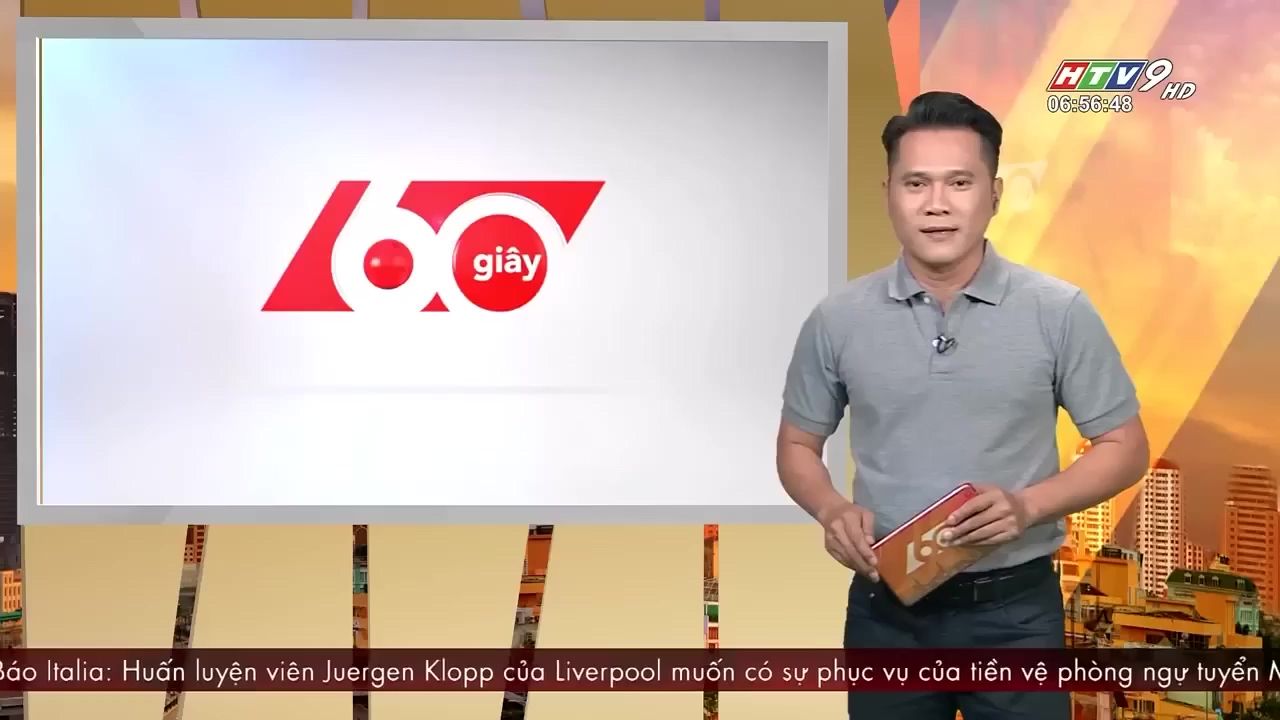 HTV9 HD
06:56:48
60 giây
60
Báo Italia: Huấn luyện viên Juergen Klopp của Liverpool muốn có sự phục vụ của tiền vệ phòng ngự tuyển